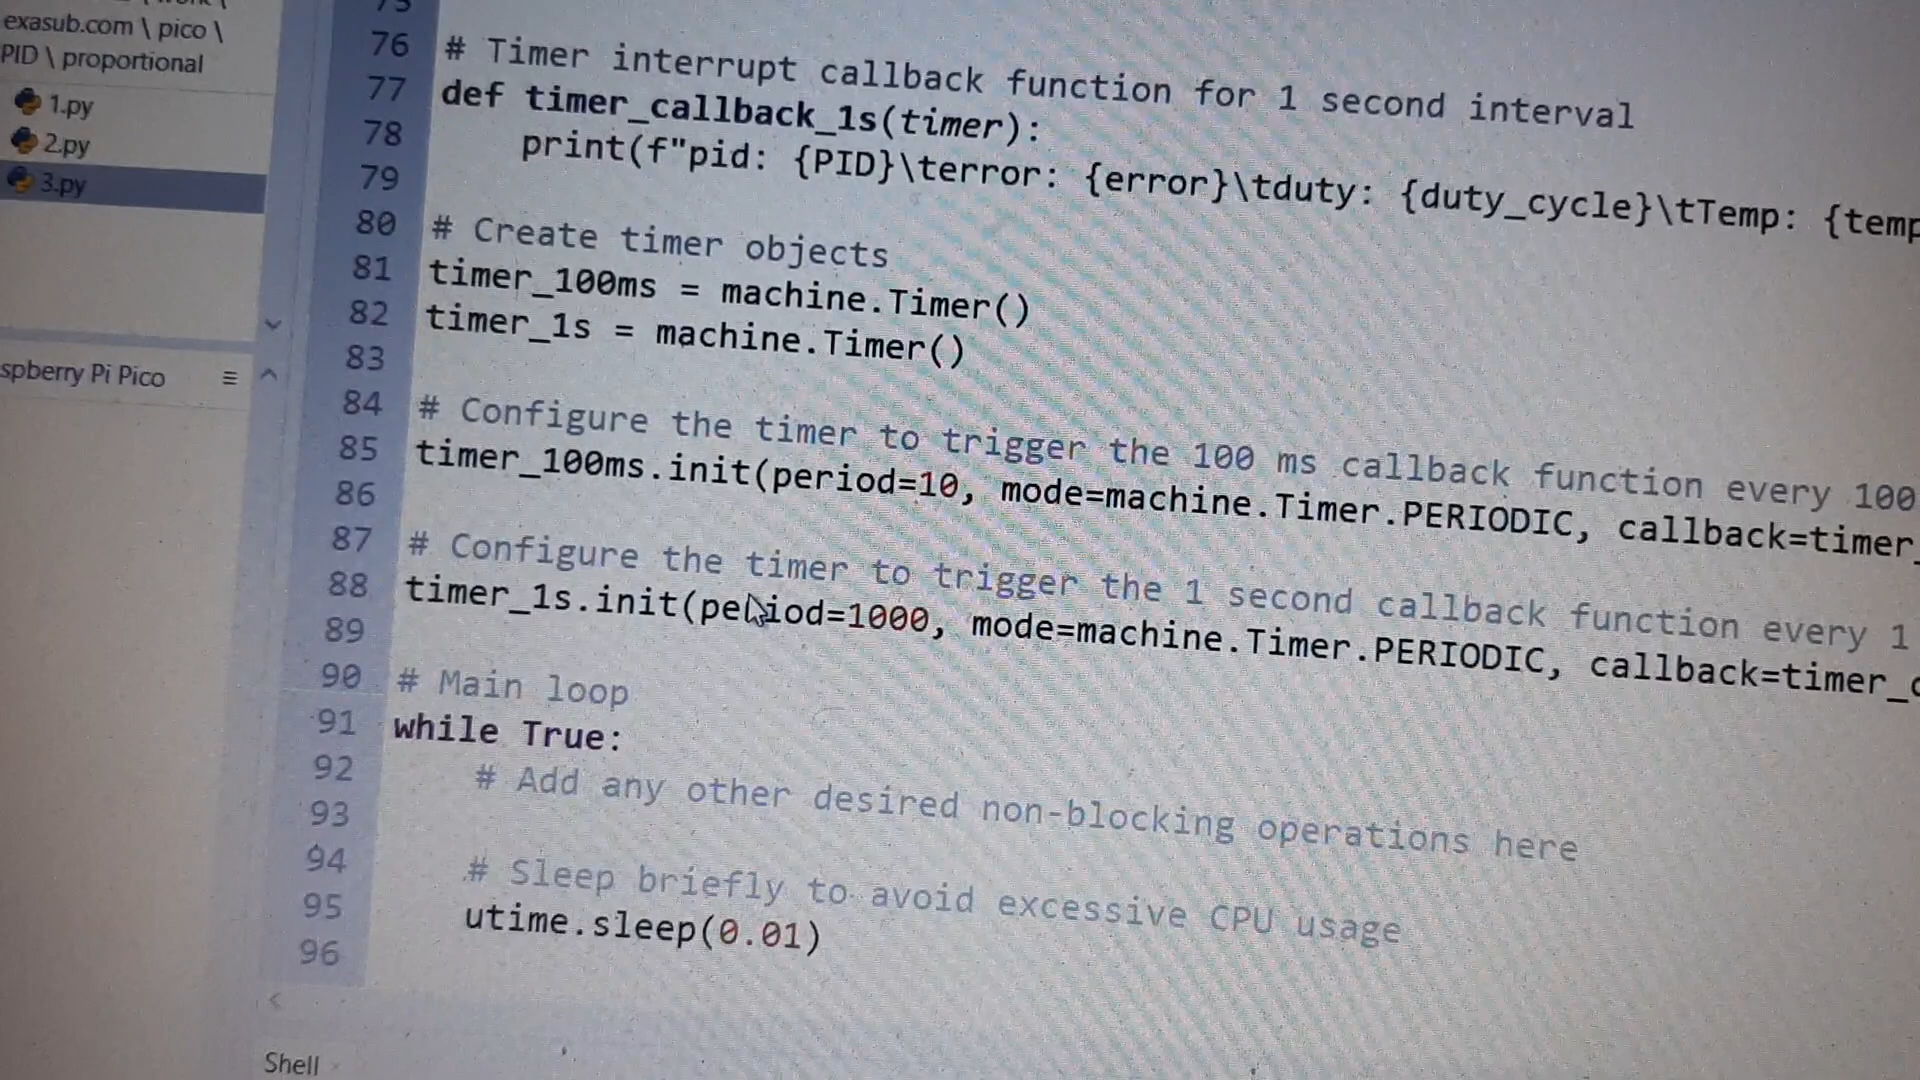 exasub.com \ pico \
PID \ proportional
1.py
2.py
3.py
spberry Pi Pico
75
76 # Timer interrupt callback function for 1 second interval
77 def timer_callback_1s(timer):
78 print(f"pid: {PID}\terror: {error}\tduty: {duty_cycle}\tTemp: {temp
79
80 # Create timer objects
81 timer_100ms = machine.Timer()
82 timer_1s = machine.Timer()
83
84 # Configure the timer to trigger the 100 ms callback function every 100
85 timer_100ms.init(period=10, mode=machine.Timer.PERIODIC, callback=timer_
86
87 # Configure the timer to trigger the 1 second callback function every 1
88 timer_1s.init(period=1000, mode=machine.Timer.PERIODIC, callback=timer_c
89
90 # Main loop
91 while True:
92 # Add any other desired non-blocking operations here
93
94 # Sleep briefly to avoid excessive CPU usage
95 utime.sleep(0.01)
96
Shell